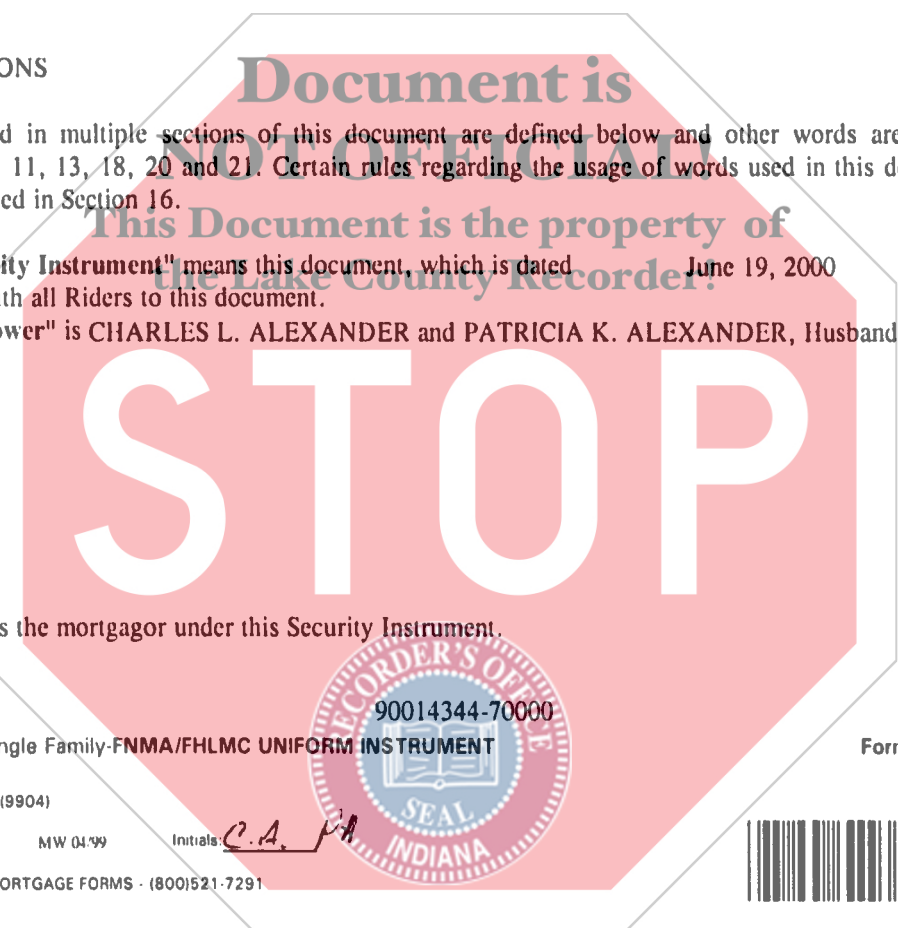 ONS
Document is
d in multiple sections of this document are defined below and other words are
11, 13, 18, 20 and 21. Certain rules regarding the usage of words used in this d
NOT OFFICIAL!
ed in Section 16.
This Document is the property of
ity Instrument" means this document, which is dated June 19, 2000
the Lake County Recorder!
th all Riders to this document.
ower" is CHARLES L. ALEXANDER and PATRICIA K. ALEXANDER, Husband
STOP
s the mortgagor under this Security Instrument.
RECORDER'S OFFICE
90014344-70000
ngle Family-FNMA/FHLMC UNIFORM INSTRUMENT
Forn
(9904)
SEAL
MW 04/99 Initials: C.A. PA
INDIANA
ORTGAGE FORMS - (800)521-7291